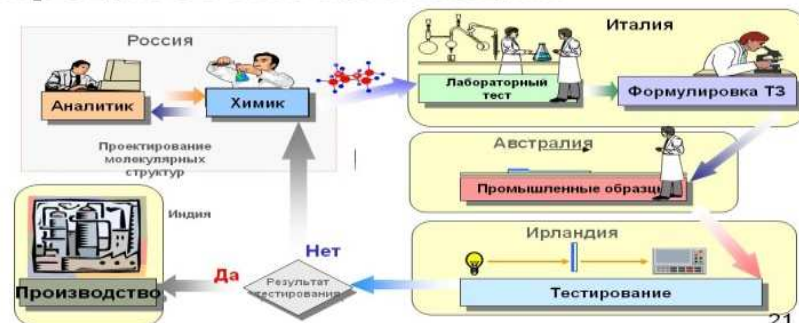 Россия
Аналитик
Химик
Проектирование
молекулярных
структур
Италия
Лабораторный
тест
Формулировка ТЗ
Австралия
Промышленные
Ирландия
Тестирование
Результат
тестирования
Нет
Да
Индия
Производство
21